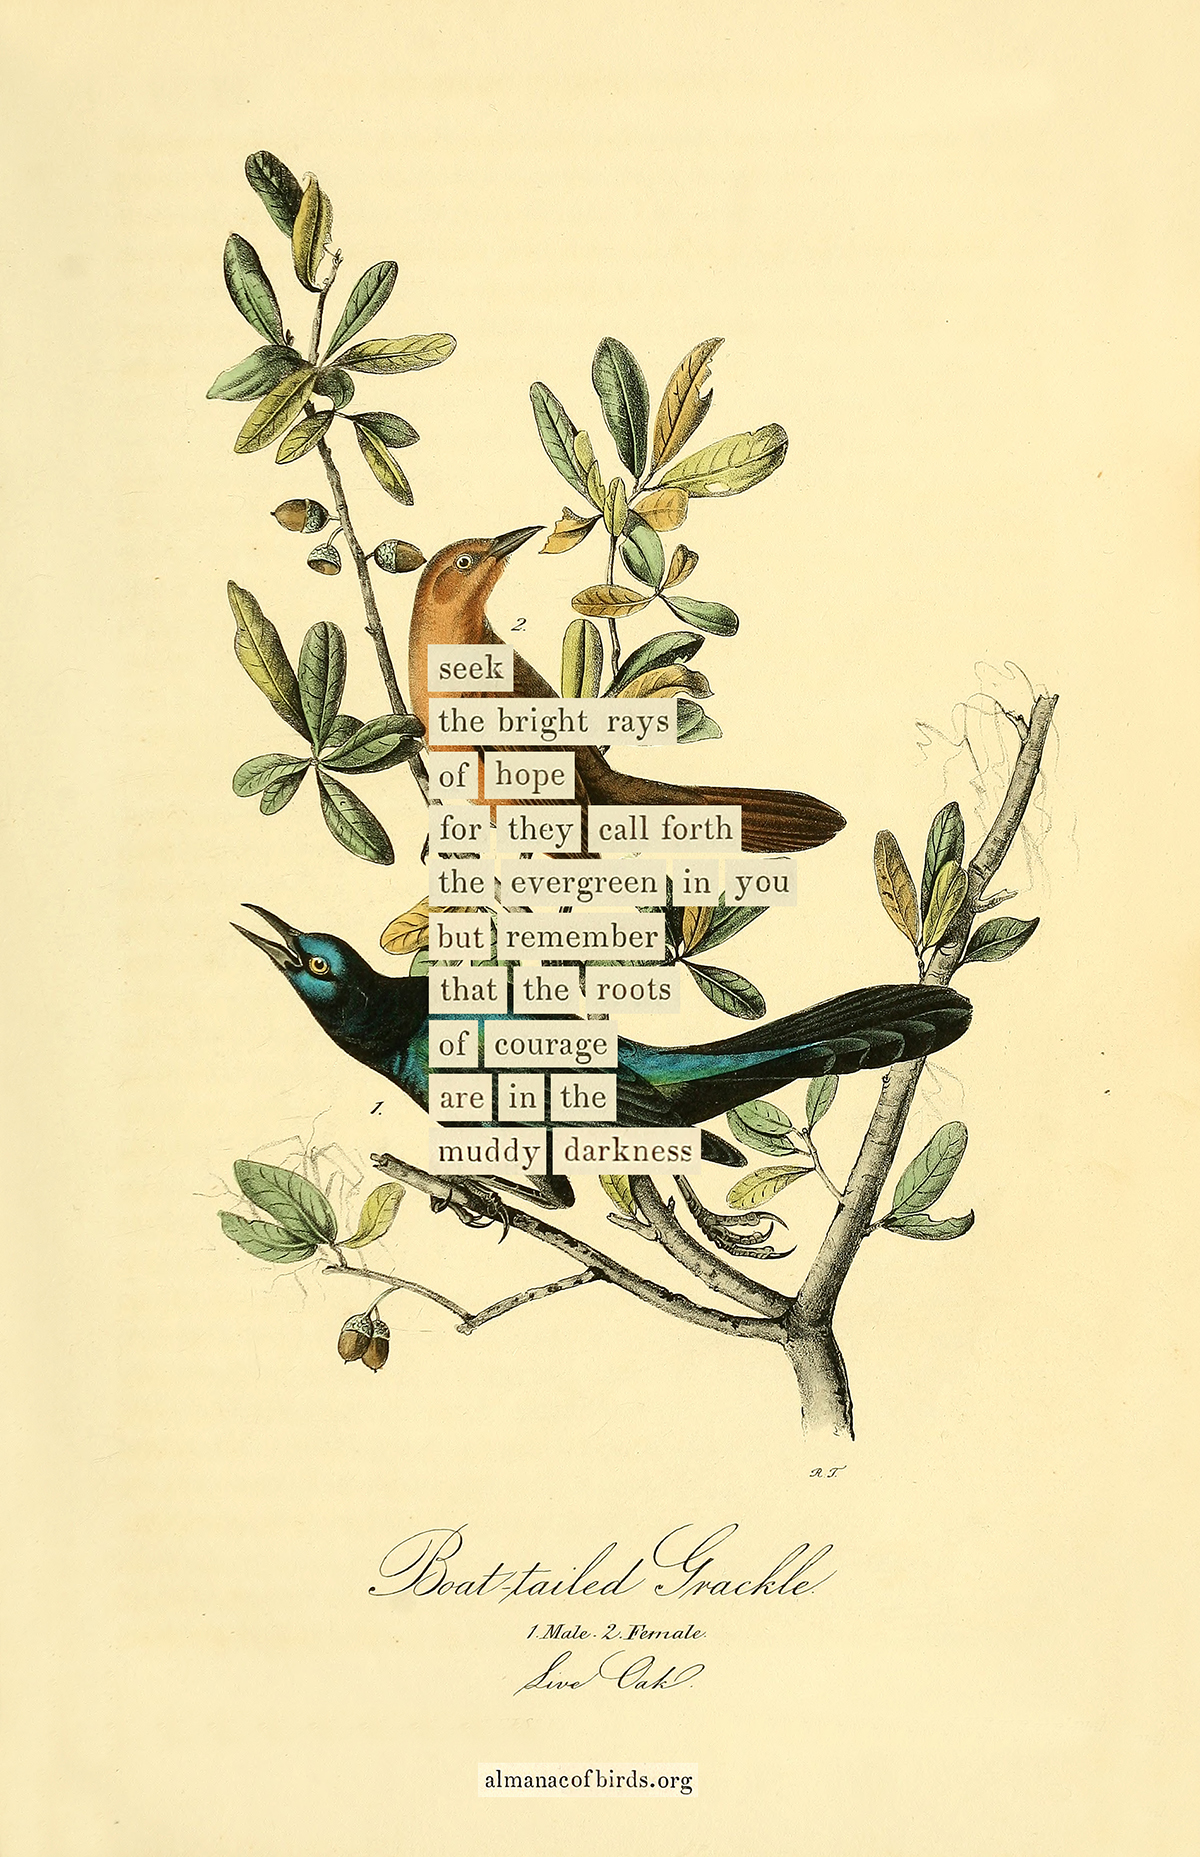 2.
seek
the bright rays
of hope
for they call forth
the evergreen in you
but remember
that the roots
of courage
are in the
muddy darkness
1.
R. T.
Boat-tailed Grackle.
1. Male. 2. Female.
Live Oak.
almanacofbirds.org